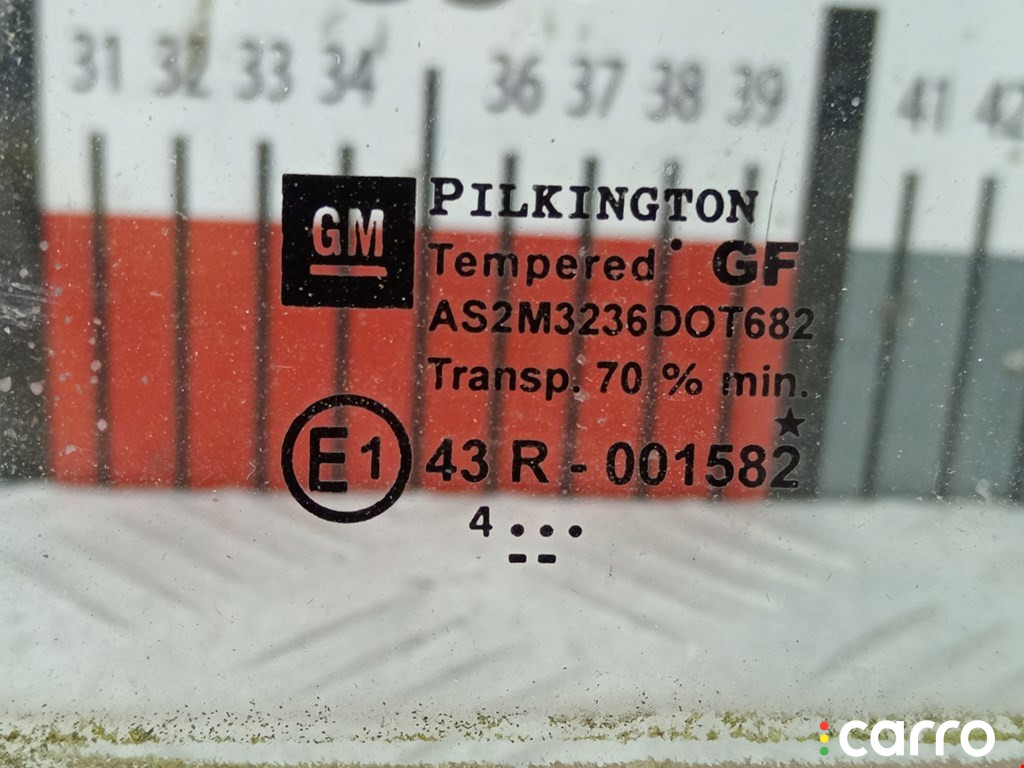 31 32 33 34 36 37 38 39 41 42
GM
PILKINGTON
Tempered GF
AS2M3236DOT682
Transp. 70 % min.
E1 43 R - 001582
4
carro